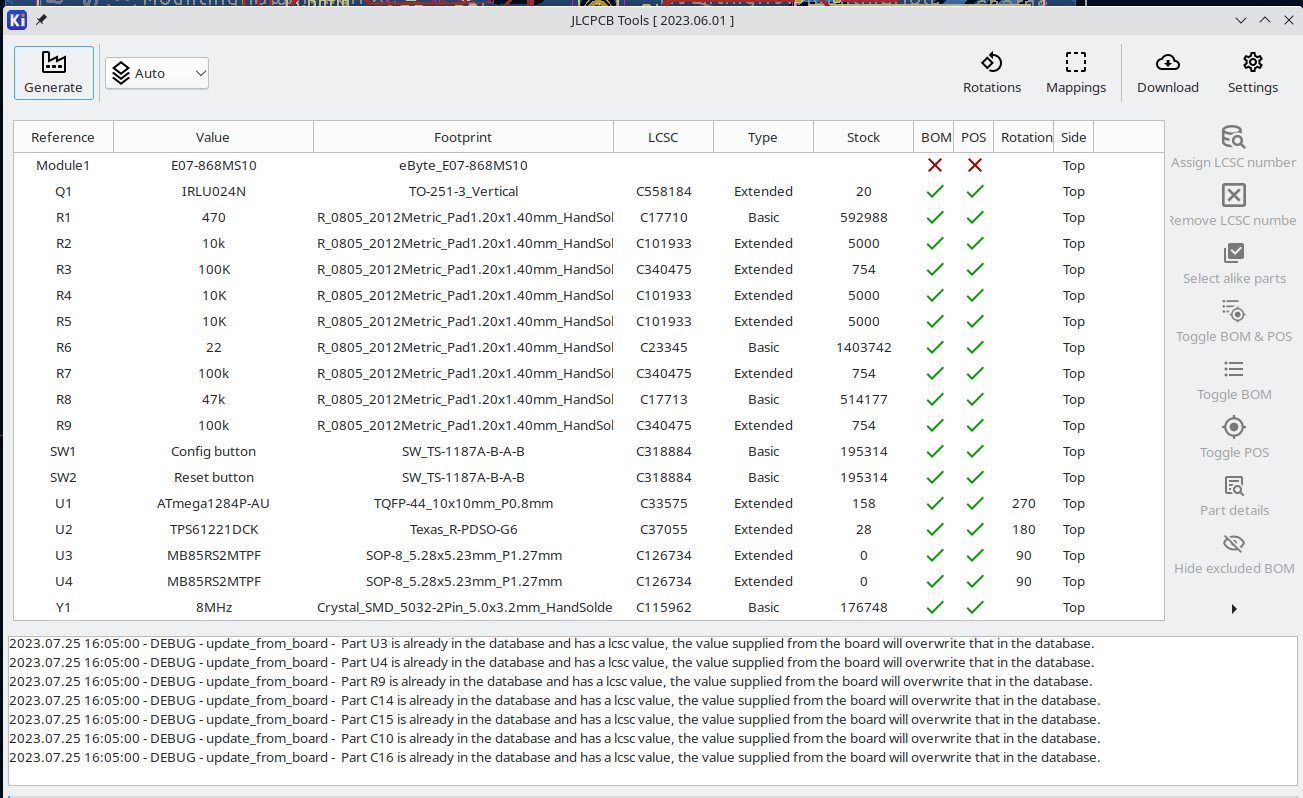 Ki JLCPCB Tools [ 2023.06.01 ]
Generate Auto Rotations Mappings Download Settings
Reference Value Footprint LCSC Type Stock BOM POS Rotation Side
Module1 E07-868MS10 eByte_E07-868MS10 Top
Q1 IRLU024N TO-251-3_Vertical C558184 Extended 20 Top
R1 470 R_0805_2012Metric_Pad1.20x1.40mm_HandSol C17710 Basic 592988 Top
R2 10k R_0805_2012Metric_Pad1.20x1.40mm_HandSol C101933 Extended 5000 Top
R3 100K R_0805_2012Metric_Pad1.20x1.40mm_HandSol C340475 Extended 754 Top
R4 10K R_0805_2012Metric_Pad1.20x1.40mm_HandSol C101933 Extended 5000 Top
R5 10K R_0805_2012Metric_Pad1.20x1.40mm_HandSol C101933 Extended 5000 Top
R6 22 R_0805_2012Metric_Pad1.20x1.40mm_HandSol C23345 Basic 1403742 Top
R7 100k R_0805_2012Metric_Pad1.20x1.40mm_HandSol C340475 Extended 754 Top
R8 47k R_0805_2012Metric_Pad1.20x1.40mm_HandSol C17713 Basic 514177 Top
R9 100k R_0805_2012Metric_Pad1.20x1.40mm_HandSol C340475 Extended 754 Top
SW1 Config button SW_TS-1187A-B-A-B C318884 Basic 195314 Top
SW2 Reset button SW_TS-1187A-B-A-B C318884 Basic 195314 Top
U1 ATmega1284P-AU TQFP-44_10x10mm_P0.8mm C33575 Extended 158 270 Top
U2 TPS61221DCK Texas_R-PDSO-G6 C37055 Extended 28 180 Top
U3 MB85RS2MTPF SOP-8_5.28x5.23mm_P1.27mm C126734 Extended 0 90 Top
U4 MB85RS2MTPF SOP-8_5.28x5.23mm_P1.27mm C126734 Extended 0 90 Top
Y1 8MHz Crystal_SMD_5032-2Pin_5.0x3.2mm_HandSolde C115962 Basic 176748 Top
Assign LCSC number
Remove LCSC numbe
Select alike parts
Toggle BOM & POS
Toggle BOM
Toggle POS
Part details
Hide excluded BOM
2023.07.25 16:05:00 - DEBUG - update_from_board - Part U3 is already in the database and has a lcsc value, the value supplied from the board will overwrite that in the database.
2023.07.25 16:05:00 - DEBUG - update_from_board - Part U4 is already in the database and has a lcsc value, the value supplied from the board will overwrite that in the database.
2023.07.25 16:05:00 - DEBUG - update_from_board - Part R9 is already in the database and has a lcsc value, the value supplied from the board will overwrite that in the database.
2023.07.25 16:05:00 - DEBUG - update_from_board - Part C14 is already in the database and has a lcsc value, the value supplied from the board will overwrite that in the database.
2023.07.25 16:05:00 - DEBUG - update_from_board - Part C15 is already in the database and has a lcsc value, the value supplied from the board will overwrite that in the database.
2023.07.25 16:05:00 - DEBUG - update_from_board - Part C10 is already in the database and has a lcsc value, the value supplied from the board will overwrite that in the database.
2023.07.25 16:05:00 - DEBUG - update_from_board - Part C16 is already in the database and has a lcsc value, the value supplied from the board will overwrite that in the database.